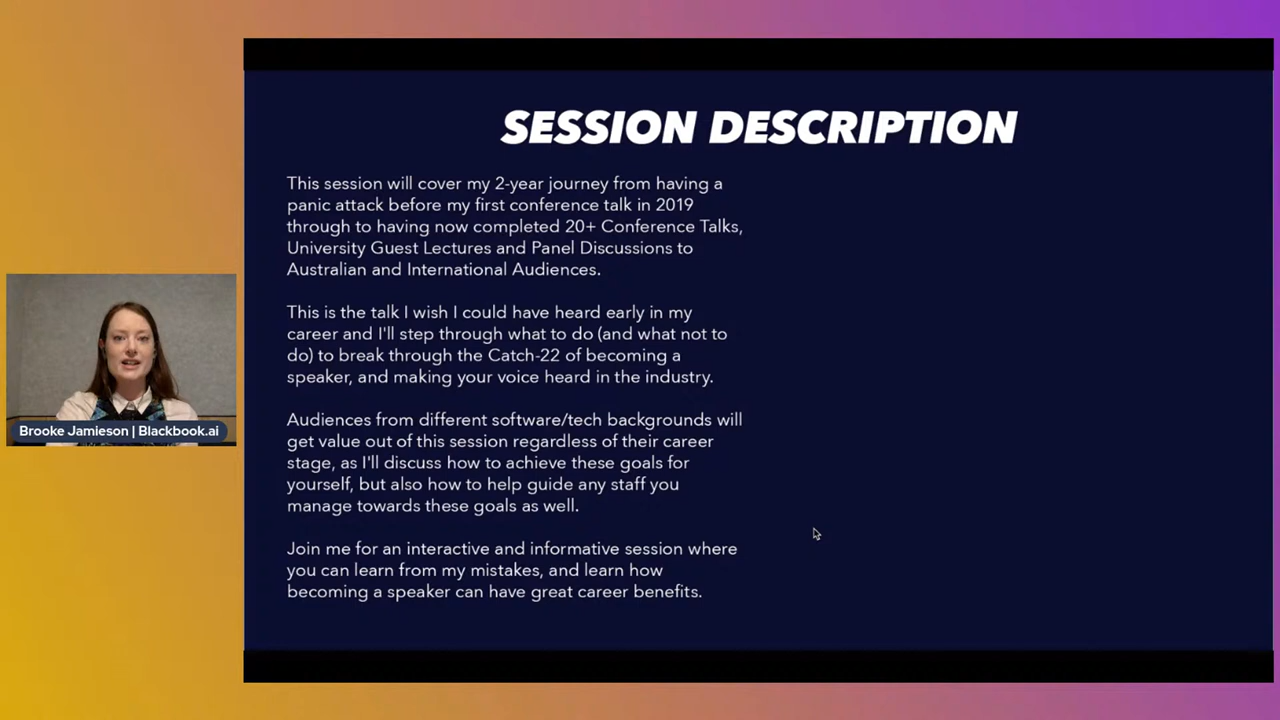 SESSION DESCRIPTION
This session will cover my 2-year journey from having a
panic attack before my first conference talk in 2019
through to having now completed 20+ Conference Talks,
University Guest Lectures and Panel Discussions to
Australian and International Audiences.
This is the talk I wish I could have heard early in my
career and I'll step through what to do (and what not to
do) to break through the Catch-22 of becoming a
speaker, and making your voice heard in the industry.
Audiences from different software/tech backgrounds will
get value out of this session regardless of their career
stage, as I'll discuss how to achieve these goals for
yourself, but also how to help guide any staff you
manage towards these goals as well.
Join me for an interactive and informative session where
you can learn from my mistakes, and learn how
becoming a speaker can have great career benefits.
Brooke Jamieson | Blackbook.ai